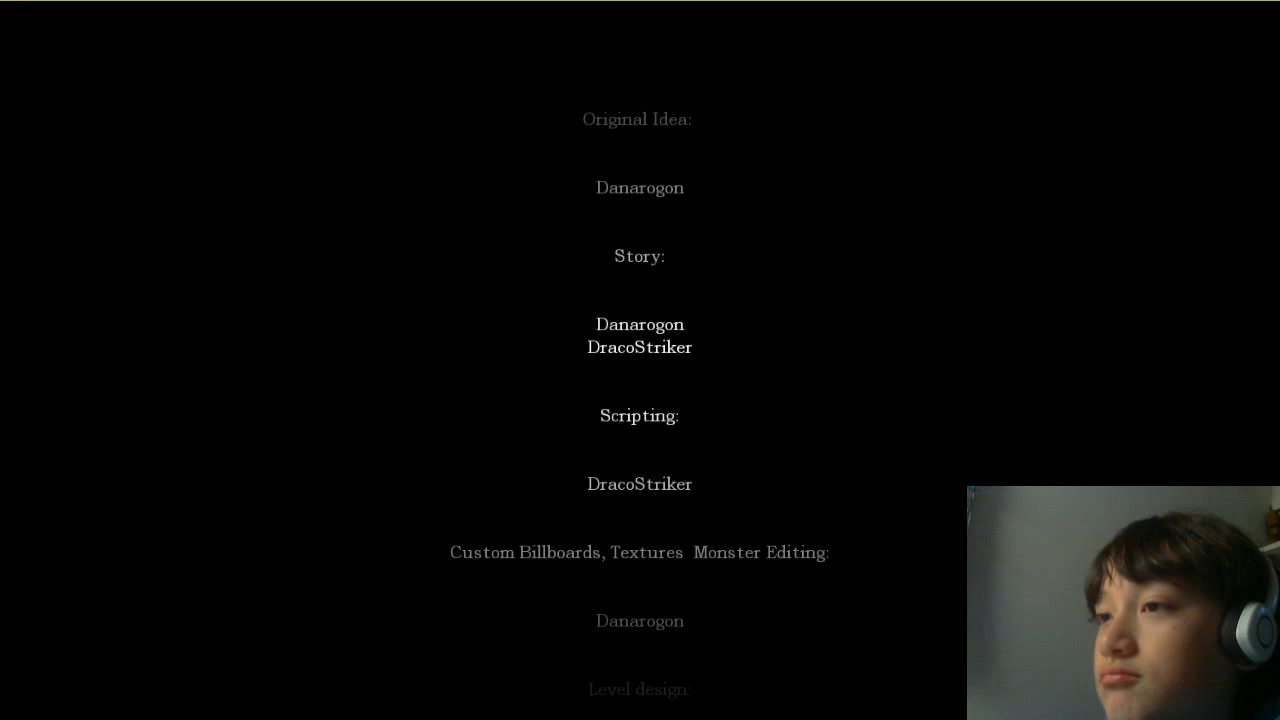 Original Idea:
Danarogon
Story:
Danarogon
DracoStriker
Scripting:
DracoStriker
Custom Billboards, Textures  Monster Editing:
Danarogon
Level design: